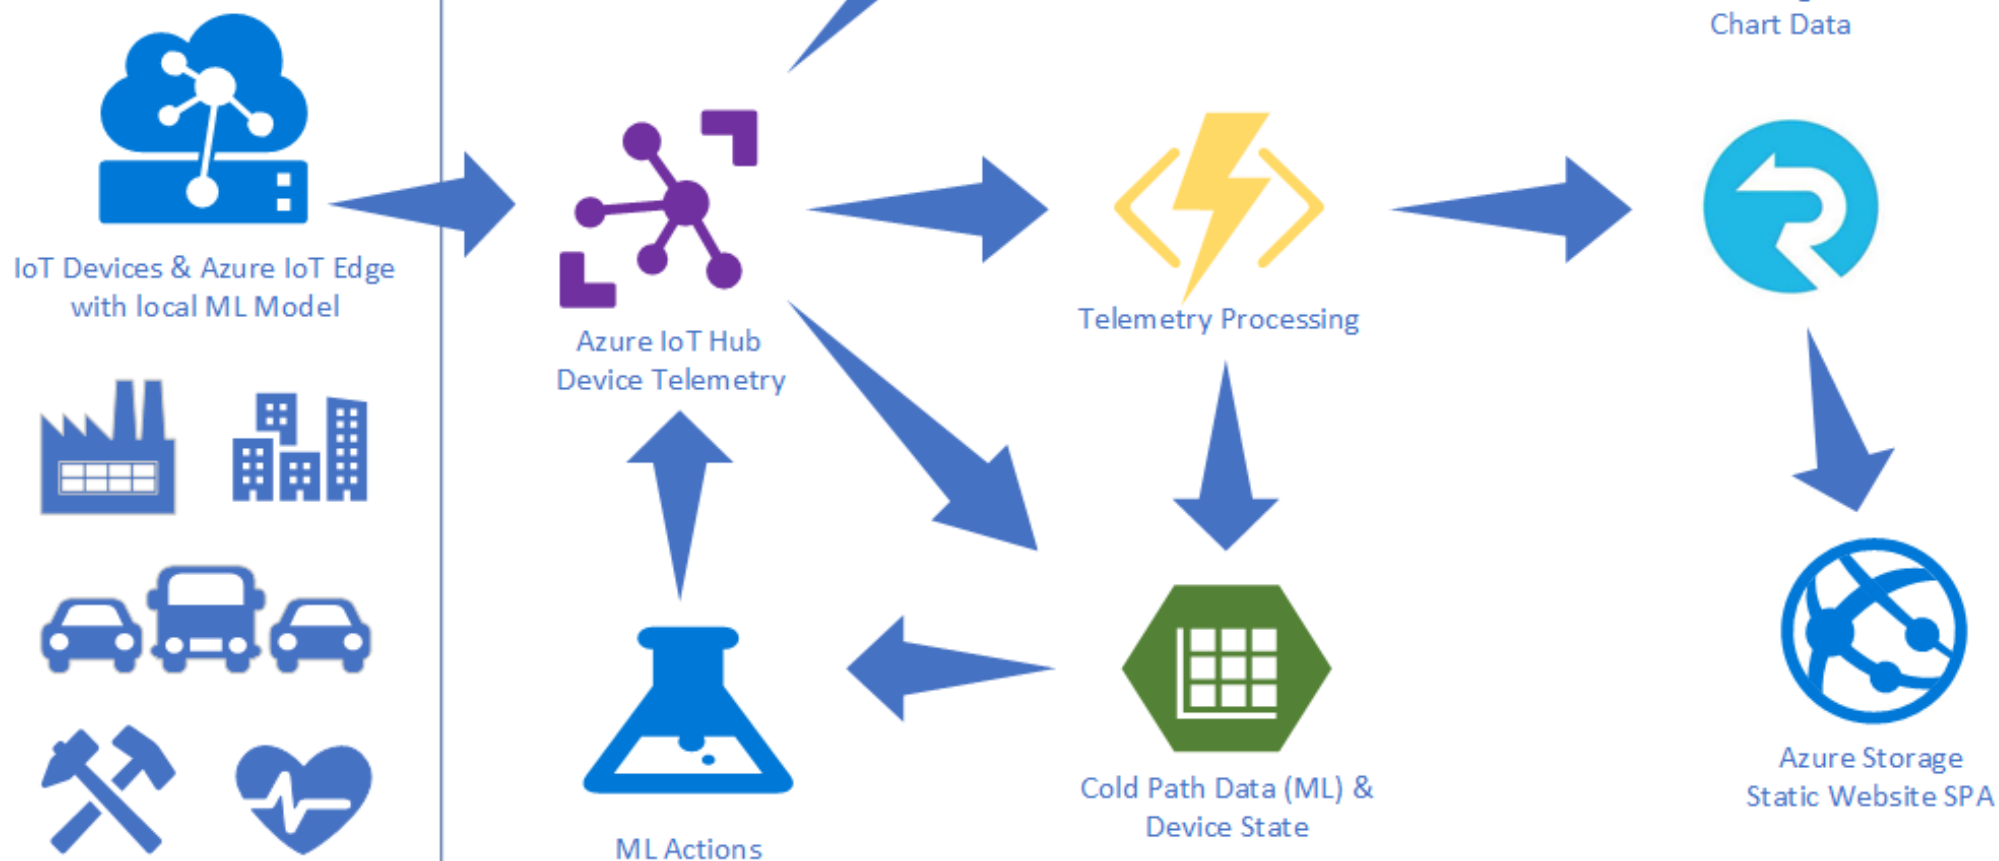 Chart Data
IoT Devices & Azure IoT Edge
with local ML Model
Azure IoT Hub
Device Telemetry
Telemetry Processing
Cold Path Data (ML) &
Device State
ML Actions
Azure Storage
Static Website SPA